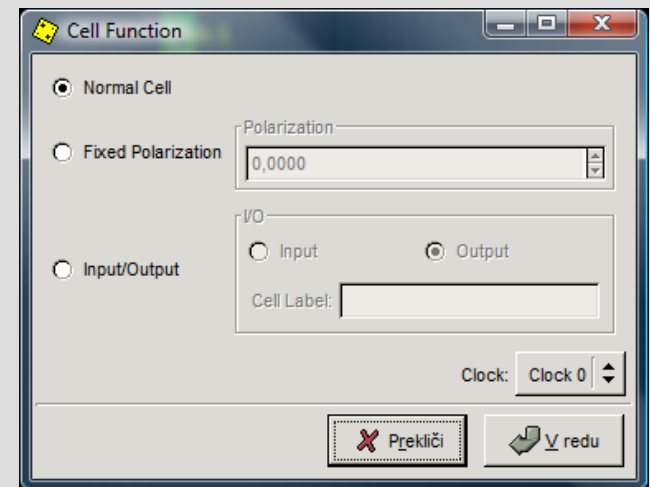 Cell Function
Normal Cell
Polarization
Fixed Polarization
0,0000
I/O
Input
Output
Input/Output
Cell Label:
Clock:
Clock 0
Prekliči
V redu